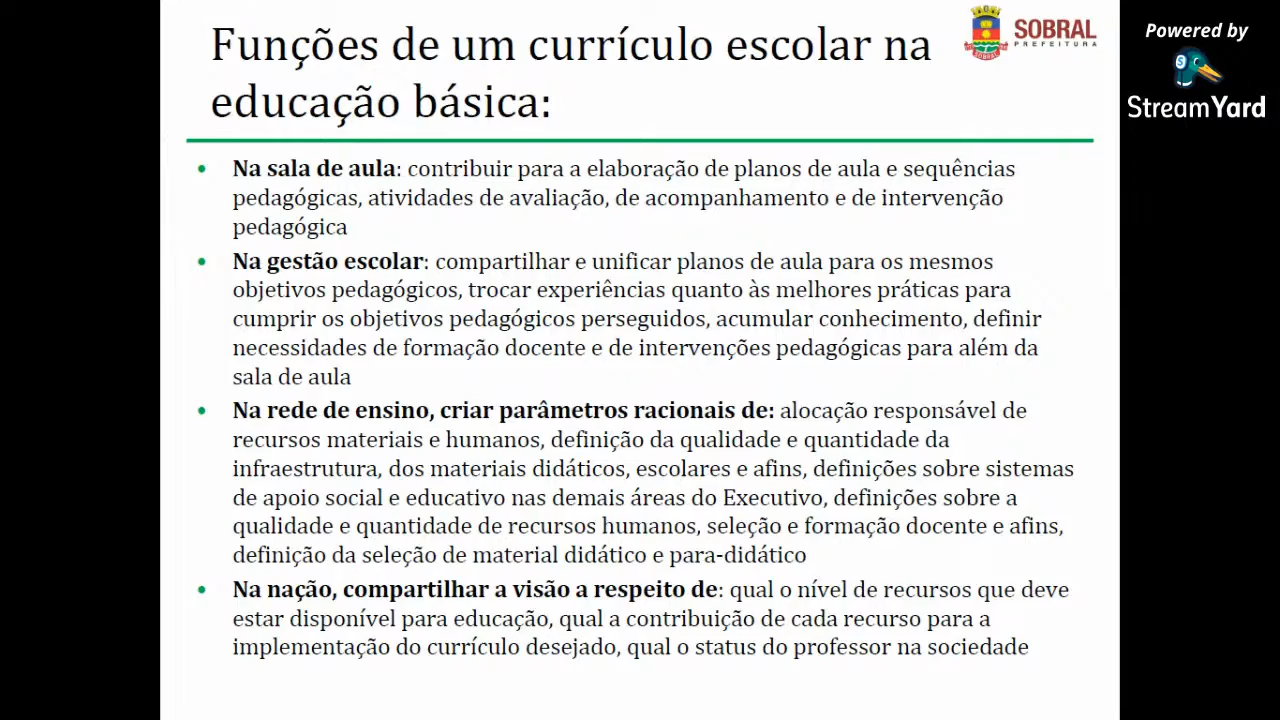 Funções de um currículo escolar na
educação básica:
SOBRAL
PREFEITURA
SOBRAL
Powered by
S
StreamYard
• Na sala de aula: contribuir para a elaboração de planos de aula e sequências
pedagógicas, atividades de avaliação, de acompanhamento e de intervenção
pedagógica
• Na gestão escolar: compartilhar e unificar planos de aula para os mesmos
objetivos pedagógicos, trocar experiências quanto às melhores práticas para
cumprir os objetivos pedagógicos perseguidos, acumular conhecimento, definir
necessidades de formação docente e de intervenções pedagógicas para além da
sala de aula
• Na rede de ensino, criar parâmetros racionais de: alocação responsável de
recursos materiais e humanos, definição da qualidade e quantidade da
infraestrutura, dos materiais didáticos, escolares e afins, definições sobre sistemas
de apoio social e educativo nas demais áreas do Executivo, definições sobre a
qualidade e quantidade de recursos humanos, seleção e formação docente e afins,
definição da seleção de material didático e para-didático
• Na nação, compartilhar a visão a respeito de: qual o nível de recursos que deve
estar disponível para educação, qual a contribuição de cada recurso para a
implementação do currículo desejado, qual o status do professor na sociedade